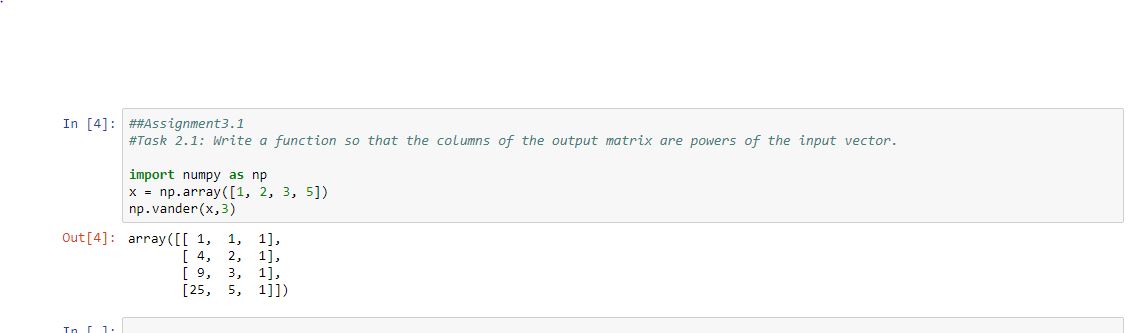 In [4]: ##Assignment3.1
#Task 2.1: Write a function so that the columns of the output matrix are powers of the input vector.
import numpy as np
x = np.array([1, 2, 3, 5])
np.vander(x,3)
Out[4]: array([[ 1, 1, 1],
[ 4, 2, 1],
[ 9, 3, 1],
[25, 5, 1]])
In [ ]: